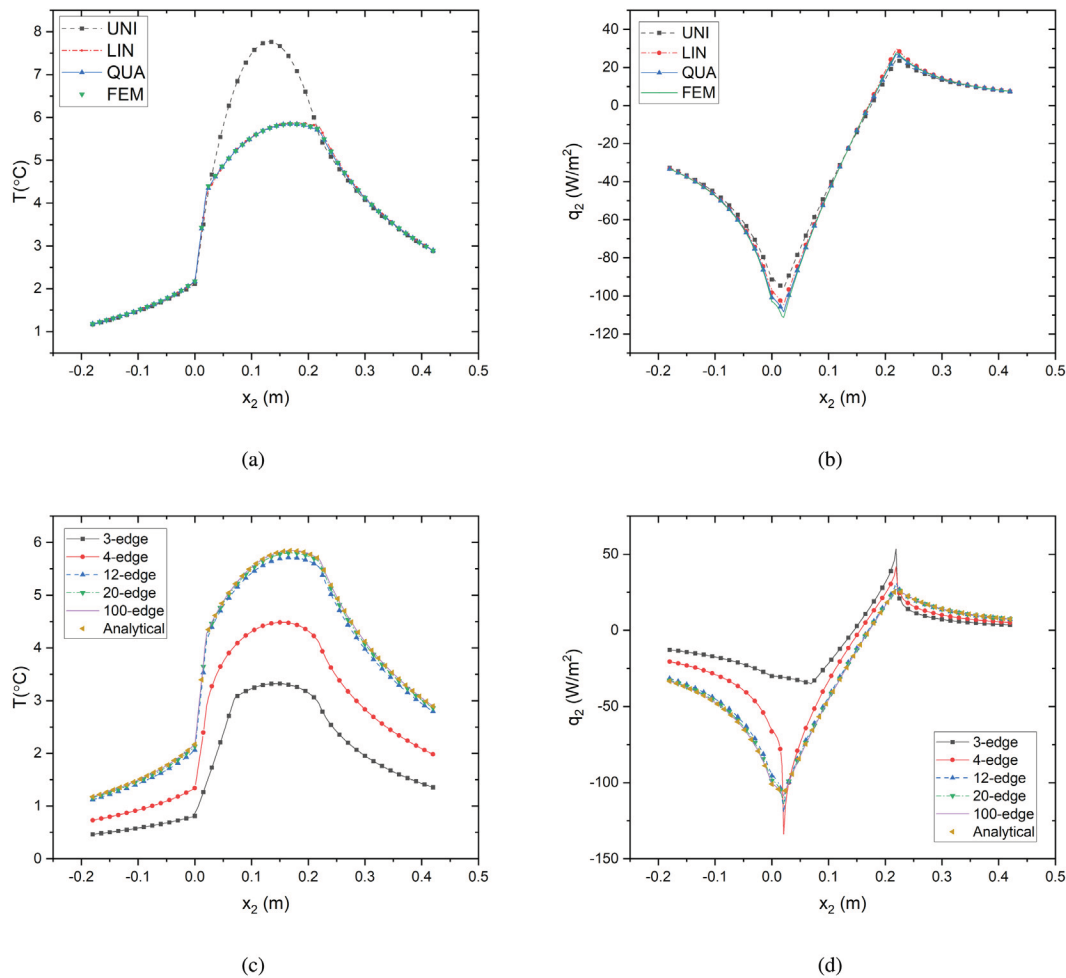 UNI
LIN
QUA
FEM
8
7
6
5
4
3
2
1
T(°C)
-0.2 -0.1 0.0 0.1 0.2 0.3 0.4 0.5
x2 (m)
(a)
UNI
LIN
QUA
FEM
40
20
0
-20
-40
-60
-80
-100
-120
q2 (W/m2)
-0.2 -0.1 0.0 0.1 0.2 0.3 0.4 0.5
x2 (m)
(b)
3-edge
4-edge
12-edge
20-edge
100-edge
Analytical
6
5
4
3
2
1
0
T(°C)
-0.2 -0.1 0.0 0.1 0.2 0.3 0.4 0.5
x2 (m)
(c)
50
0
-50
-100
-150
q2 (W/m2)
3-edge
4-edge
12-edge
20-edge
100-edge
Analytical
-0.2 -0.1 0.0 0.1 0.2 0.3 0.4 0.5
x2 (m)
(d)